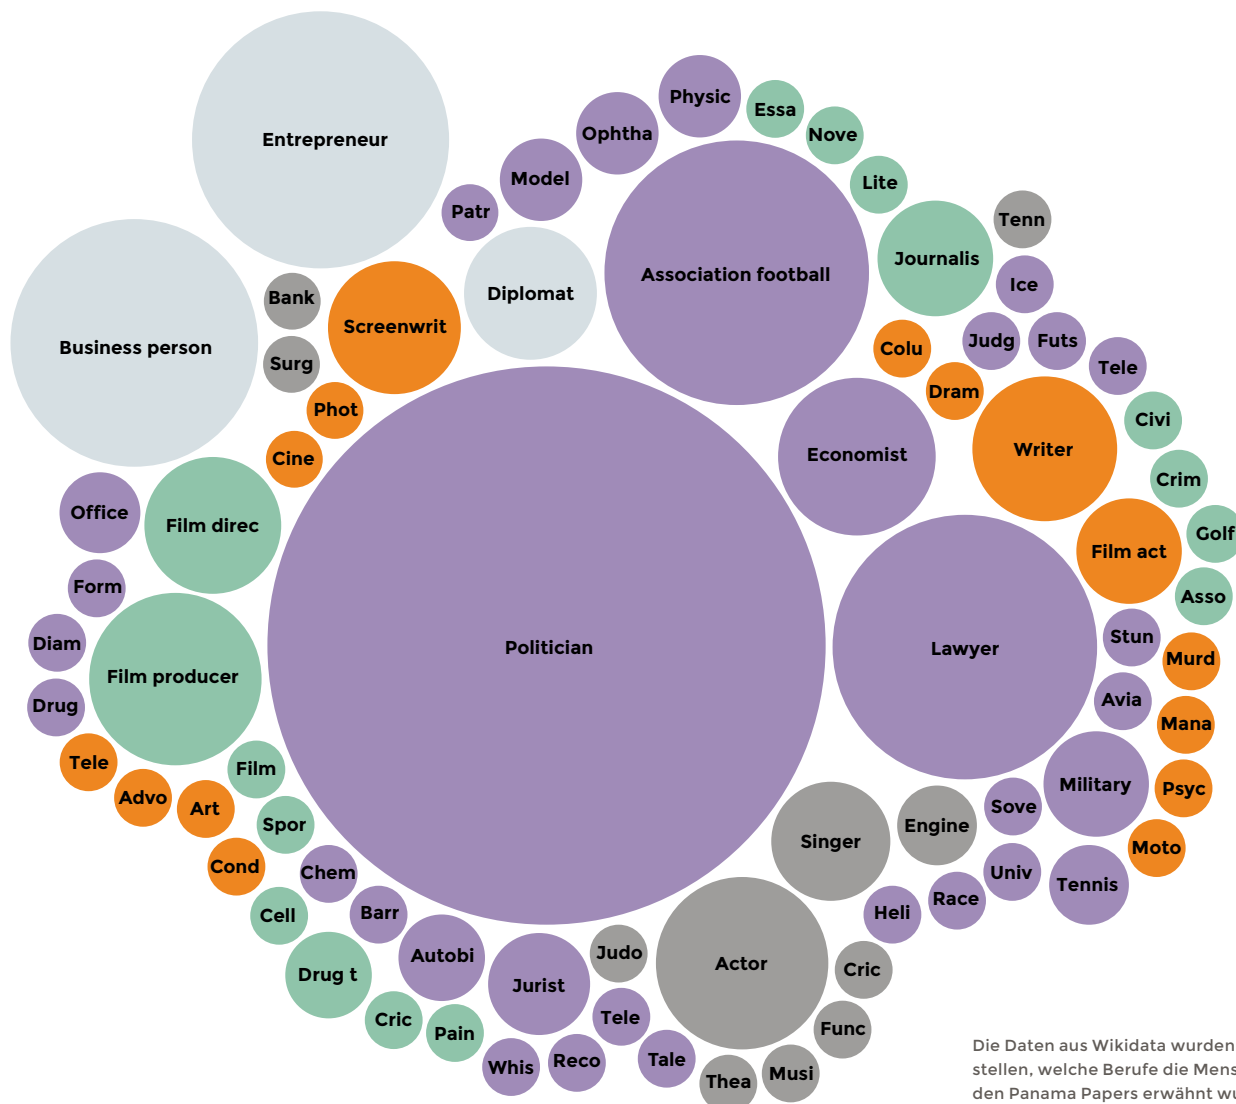 Entrepreneur
Physic
Essa
Nove
Ophtha
Model
Lite
Patr
Tenn
Journalis
Association football
Ice
Diplomat
Bank
Screenwrit
Business person
Judg
Futs
Colu
Surg
Tele
Dram
Phot
Civi
Writer
Economist
Cine
Crim
Office
Film direc
Golf
Film act
Form
Asso
Stun
Diam
Politician
Lawyer
Murd
Film producer
Drug
Avia
Mana
Tele
Film
Military
Psyc
Advo
Art
Sove
Spor
Engine
Singer
Moto
Cond
Chem
Univ
Tennis
Cell
Barr
Heli
Race
Autobi
Judo
Actor
Cric
Drug t
Jurist
Cric
Pain
Tele
Func
Whis
Reco
Tale
Thea
Musi
Die Daten aus Wikidata wurden
stellen, welche Berufe die Mens
den Panama Papers erwähnt wu